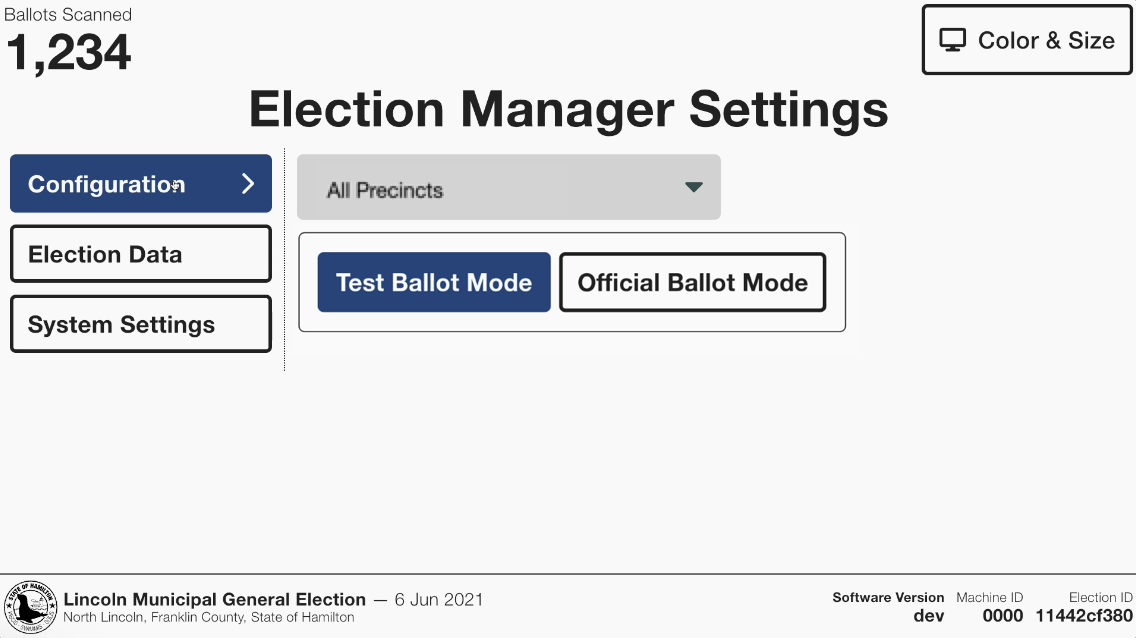 Ballots Scanned
1,234
Color & Size
Election Manager Settings
Configuration
All Precincts
Election Data
Test Ballot Mode
Official Ballot Mode
System Settings
STATE OF HAMILTON
Lincoln Municipal General Election — 6 Jun 2021
North Lincoln, Franklin County, State of Hamilton
Software Version
dev
Machine ID
0000
Election ID
11442cf380